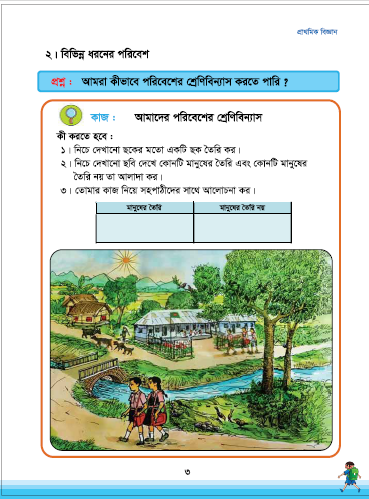 প্রাথমিক বিজ্ঞান
২। বিভিন্ন ধরনের পরিবেশ
প্রশ্ন : আমরা কীভাবে পরিবেশের শ্রেণিবিন্যাস করতে পারি ?
কাজ : আমাদের পরিবেশের শ্রেণিবিন্যাস
কী করতে হবে :
১। নিচে দেখানো ছকের মতো একটি ছক তৈরি কর।
২। নিচে দেখানো ছবি দেখে কোনটি মানুষের তৈরি এবং কোনটি মানুষের
তৈরি নয় তা আলাদা কর।
৩। তোমার কাজ নিয়ে সহপাঠীদের সাথে আলোচনা কর।
মানুষের তৈরি মানুষের তৈরি নয়
৩